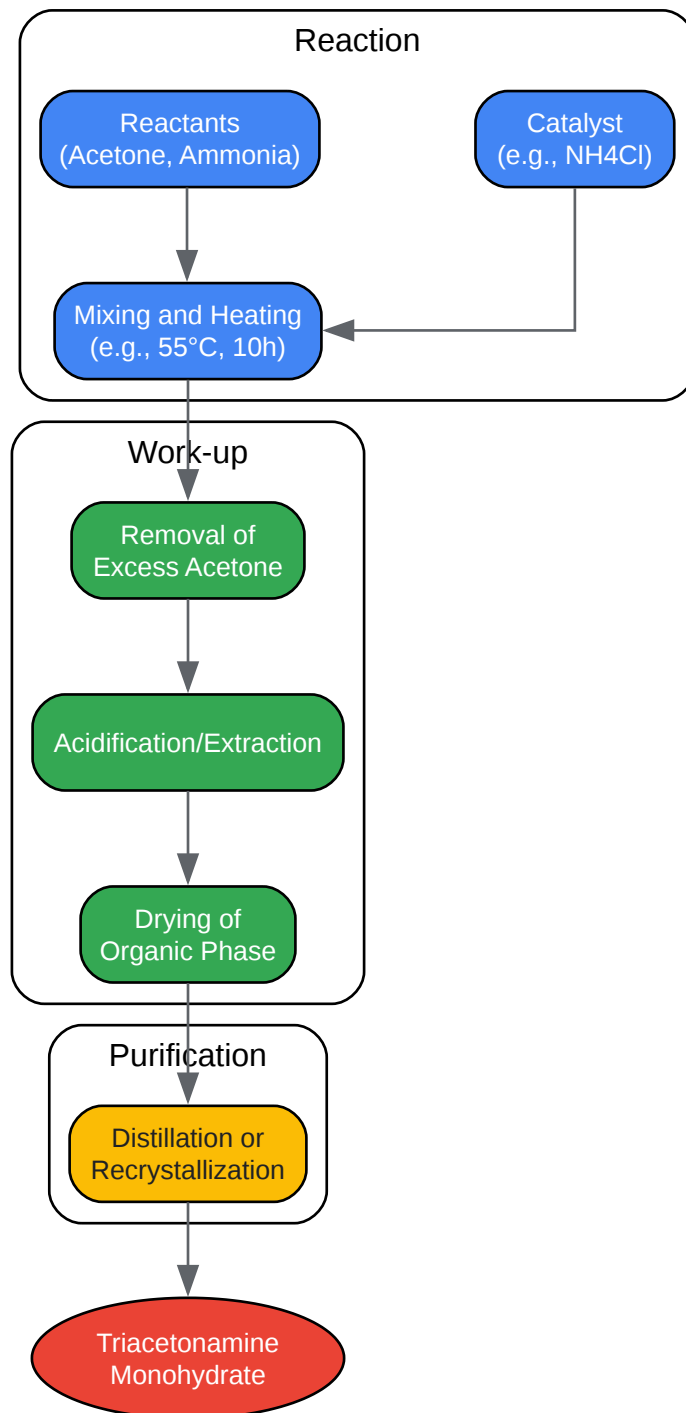 Reaction
Reactants
(Acetone, Ammonia)
Catalyst
(e.g., NH4Cl)
Mixing and Heating
(e.g., 55°C, 10h)
Work-up
Removal of
Excess Acetone
Acidification/Extraction
Drying of
Organic Phase
Purification
Distillation or
Recrystallization
Triacetonamine
Monohydrate